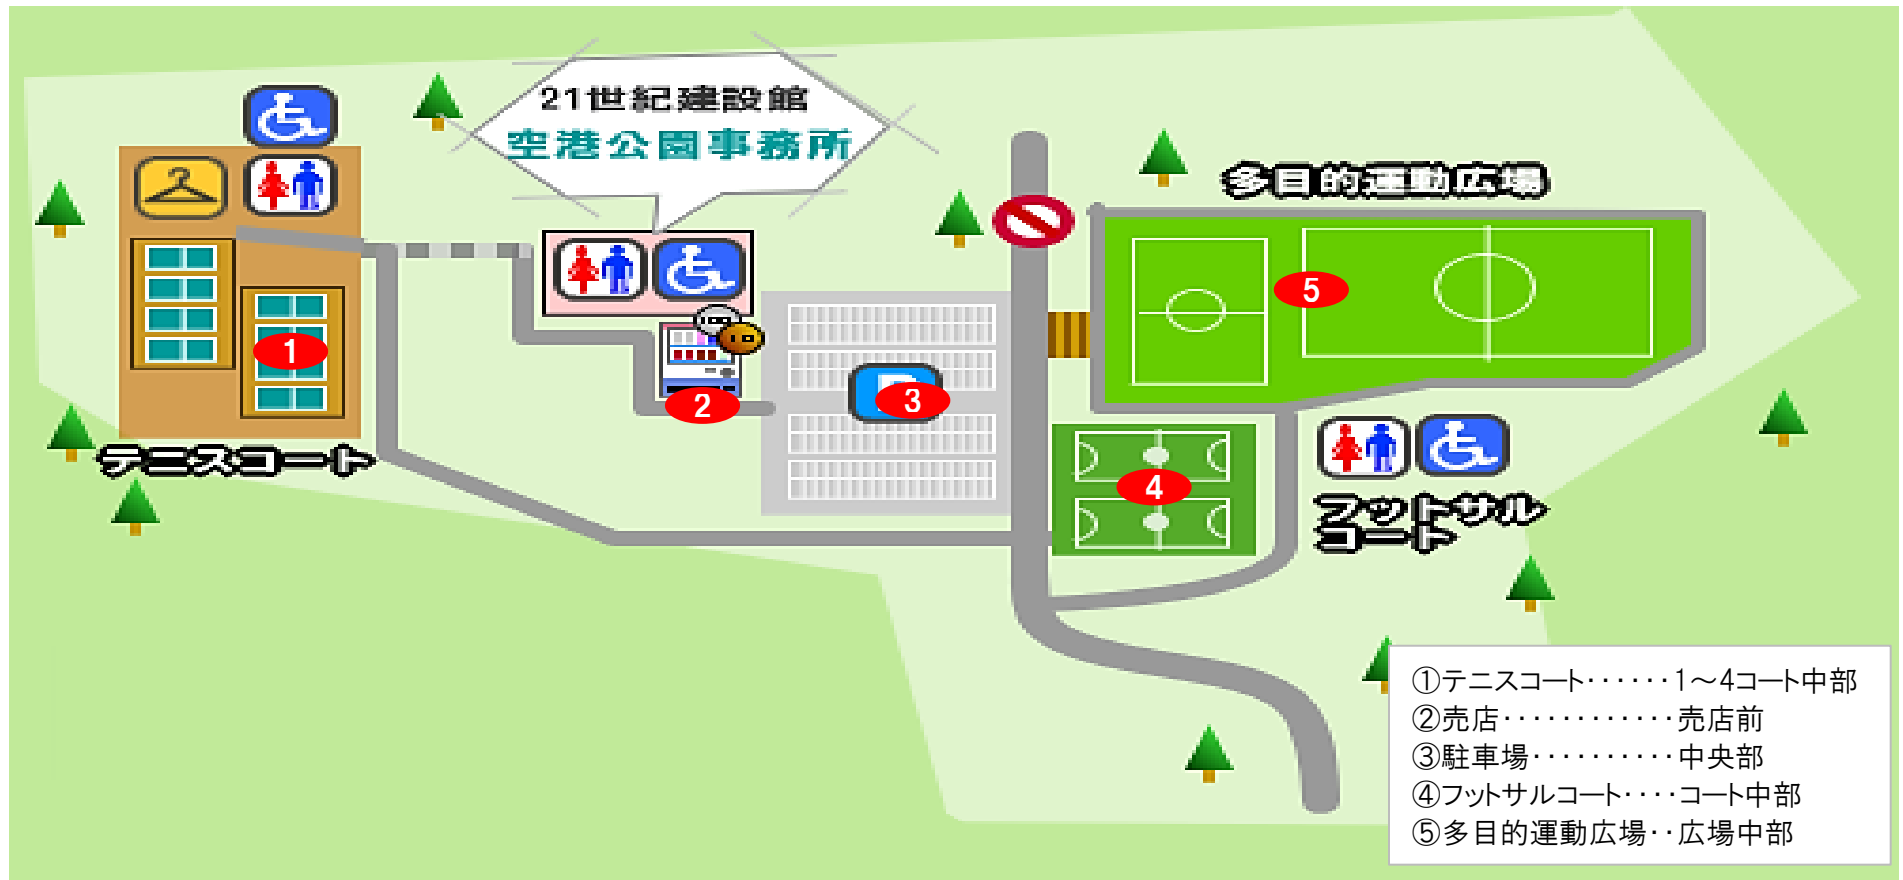 21世紀建設館
空港公園事務所
多目的運動広場
テニスコート
フットサル
コート
1
2
3
4
5
①テニスコート・・・・・・1～4コート中部
②売店・・・・・・・・・・・・売店前
③駐車場・・・・・・・・・・中央部
④フットサルコート・・・・コート中部
⑤多目的運動広場・・広場中部